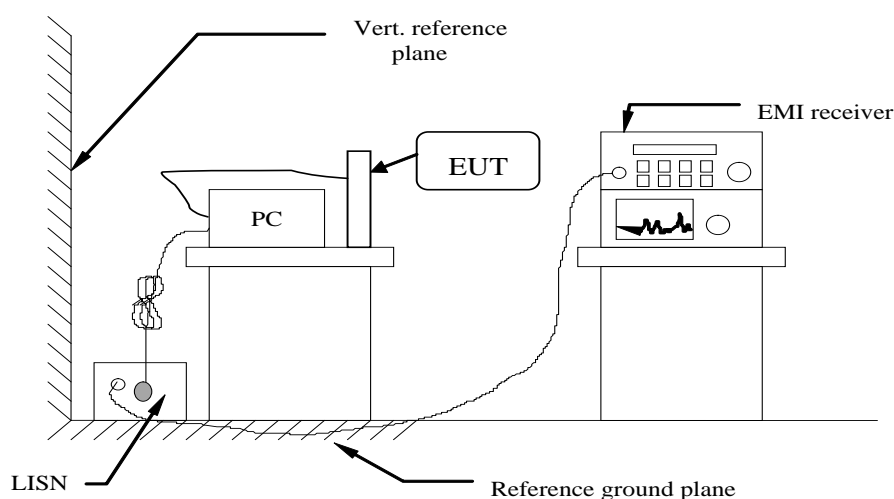 Vert. reference
plane
EMI receiver
EUT
PC
LISN
Reference ground plane